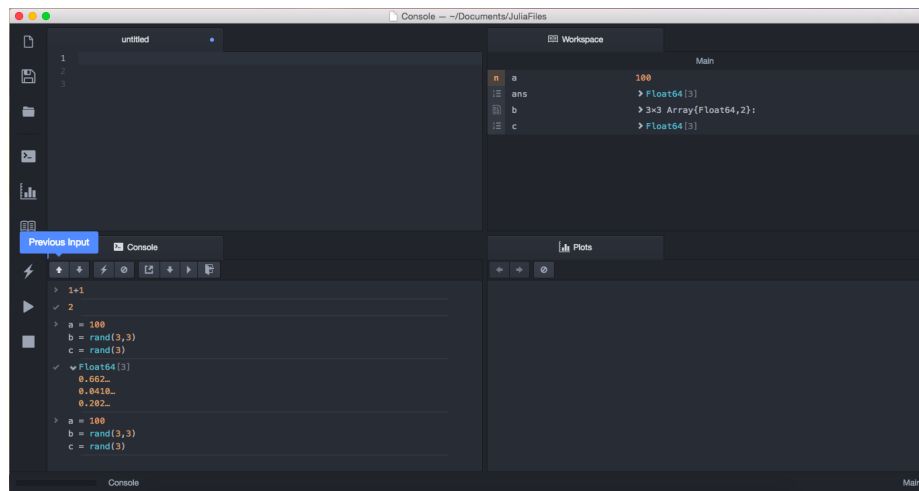 Console — ~/Documents/JuliaFiles
untitled
1
2
3
Workspace
Main
n a 100
ans Float64[3]
b 3×3 Array{Float64,2}:
c Float64[3]
Previous Input
Console
Plots
> 1+1
2
> a = 100
b = rand(3,3)
c = rand(3)
Float64[3]
0.662…
0.0410…
0.202…
> a = 100
b = rand(3,3)
c = rand(3)
Console
Main